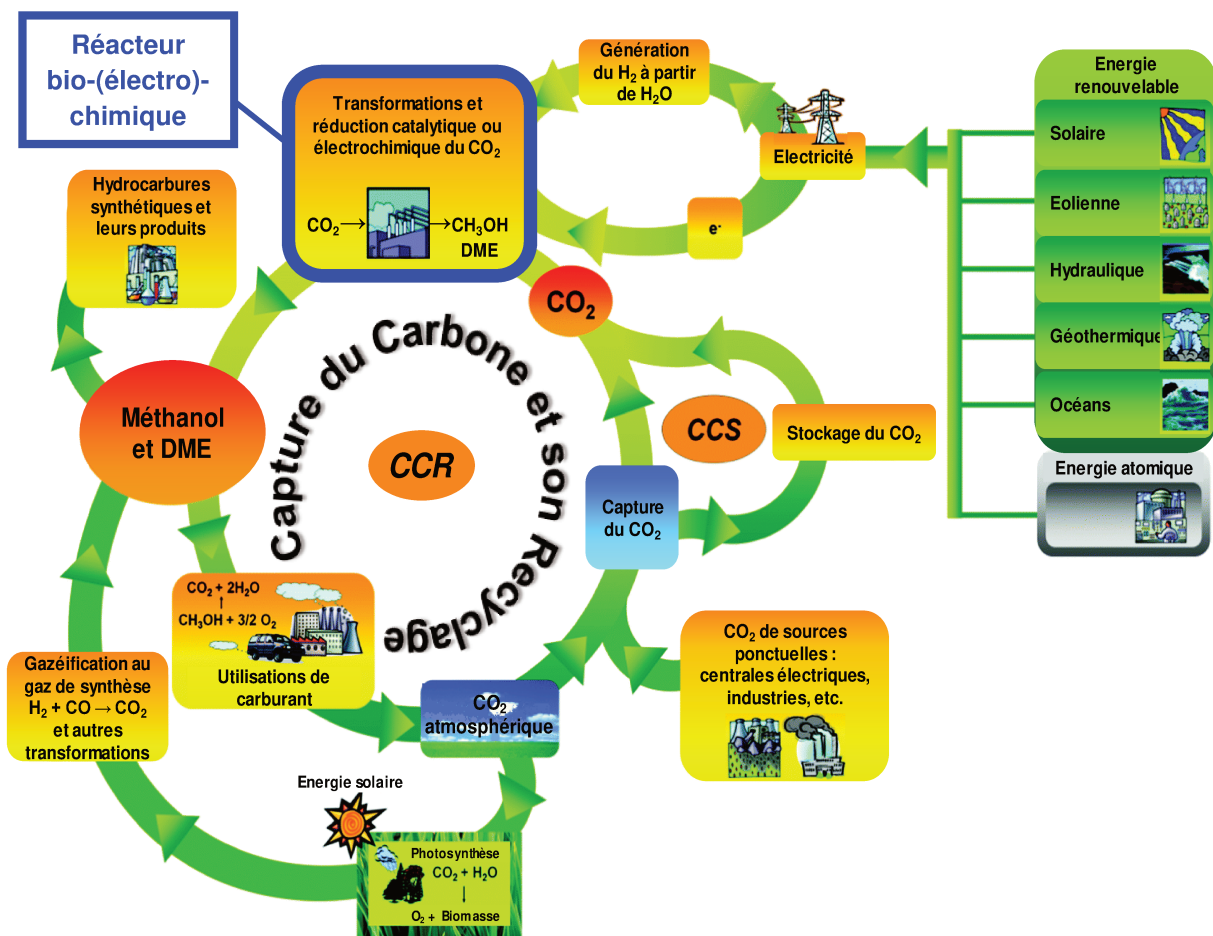 Réacteur
bio-(électro)-
chimique
Transformations et
réduction catalytique ou
électrochimique du CO₂
CO₂→ →CH₃OH
DME
Génération
du H₂ à partir
de H₂O
Electricité
e⁻
Energie
renouvelable
Solaire
Eolienne
Hydraulique
Géothermique
Océans
Energie atomique
Hydrocarbures
synthétiques et
leurs produits
CO₂
Méthanol
et DME
Capture du Carbone et son Recyclage
CCR
CCS
Stockage du CO₂
Capture
du CO₂
CO₂ + 2H₂O
↑
CH₃OH + 3/2 O₂
Utilisations de
carburant
CO₂ de sources
ponctuelles :
centrales électriques,
industries, etc.
Gazéification au
gaz de synthèse
H₂ + CO → CO₂
et autres
transformations
CO₂
atmosphérique
Energie solaire
Photosynthèse
CO₂ + H₂O
↓
O₂ + Biomasse